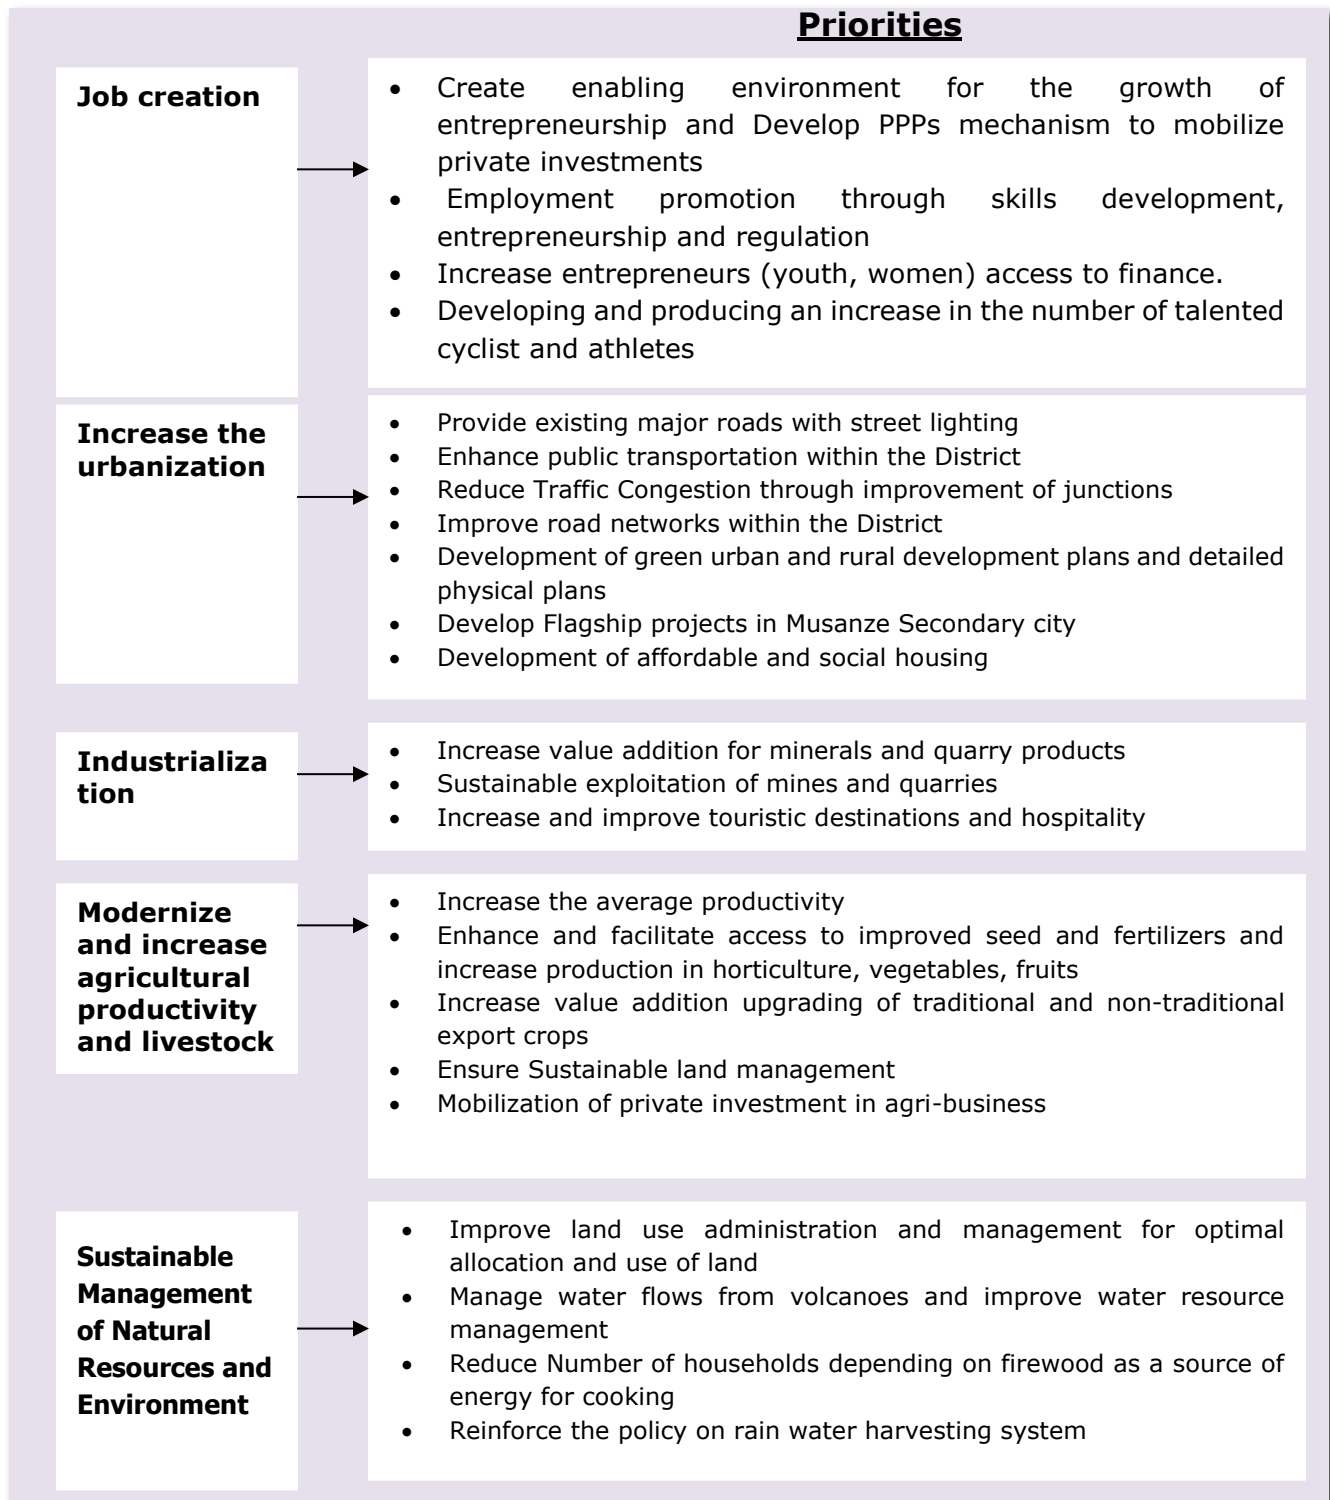 Priorities
Job creation
• Create enabling environment for the growth of
entrepreneurship and Develop PPPs mechanism to mobilize
private investments
• Employment promotion through skills development,
entrepreneurship and regulation
• Increase entrepreneurs (youth, women) access to finance.
• Developing and producing an increase in the number of talented
cyclist and athletes
Increase the
urbanization
• Provide existing major roads with street lighting
• Enhance public transportation within the District
• Reduce Traffic Congestion through improvement of junctions
• Improve road networks within the District
• Development of green urban and rural development plans and detailed
physical plans
• Develop Flagship projects in Musanze Secondary city
• Development of affordable and social housing
Industrializa
tion
• Increase value addition for minerals and quarry products
• Sustainable exploitation of mines and quarries
• Increase and improve touristic destinations and hospitality
Modernize
and increase
agricultural
productivity
and livestock
• Increase the average productivity
• Enhance and facilitate access to improved seed and fertilizers and
increase production in horticulture, vegetables, fruits
• Increase value addition upgrading of traditional and non-traditional
export crops
• Ensure Sustainable land management
• Mobilization of private investment in agri-business
Sustainable
Management
of Natural
Resources and
Environment
• Improve land use administration and management for optimal
allocation and use of land
• Manage water flows from volcanoes and improve water resource
management
• Reduce Number of households depending on firewood as a source of
energy for cooking
• Reinforce the policy on rain water harvesting system